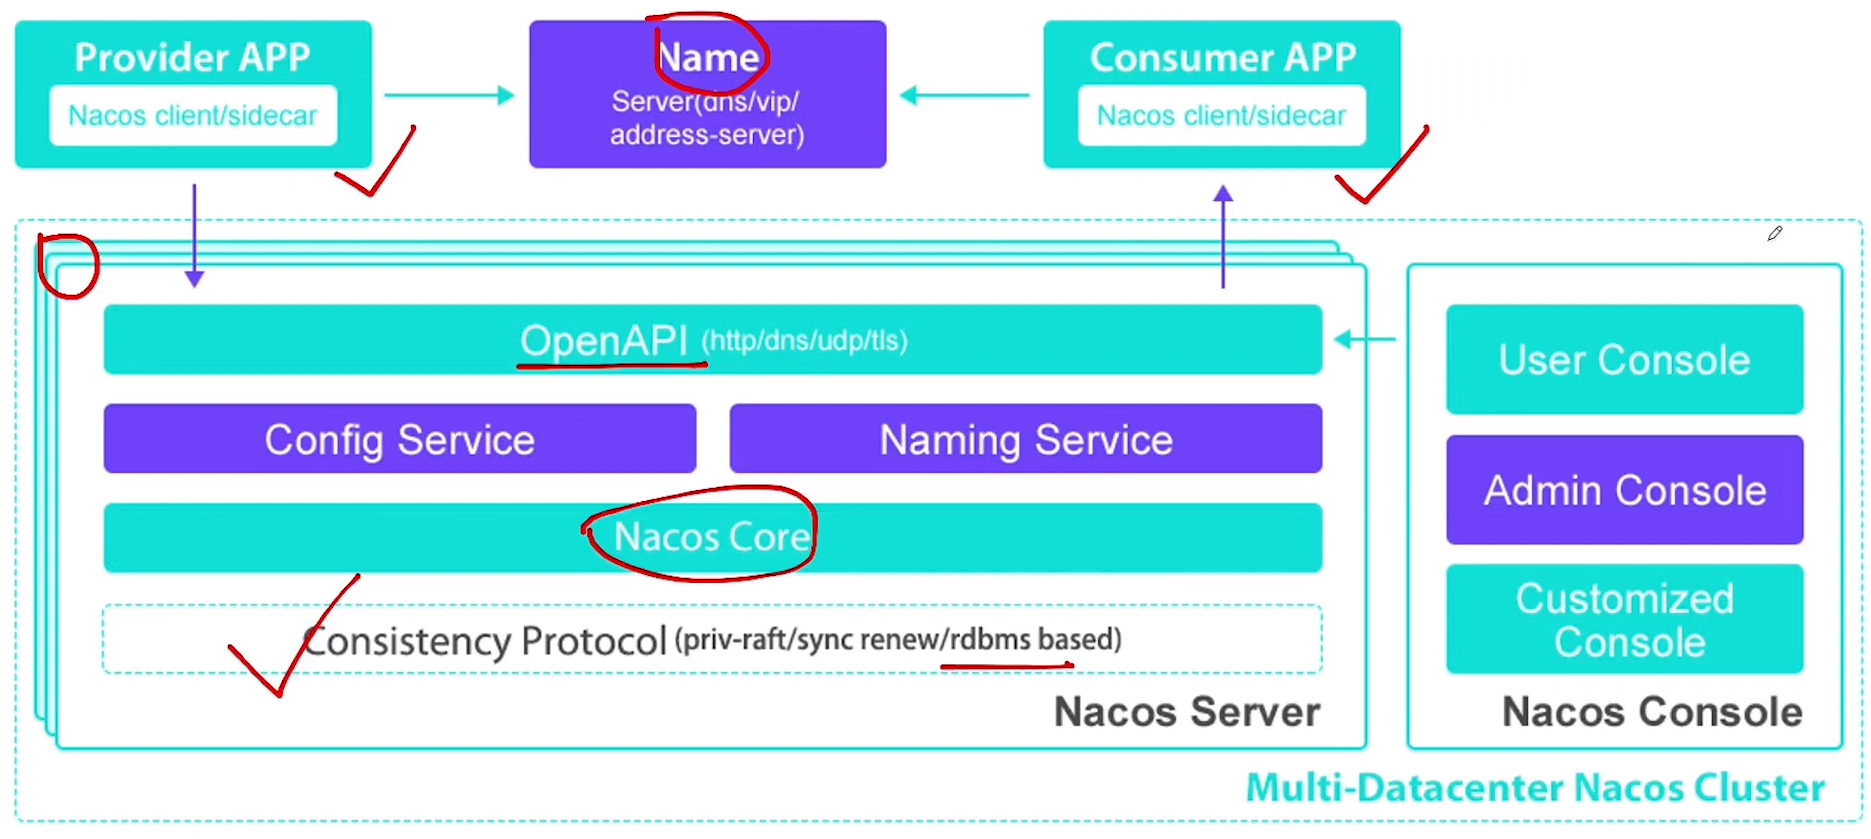 Provider APP
Nacos client/sidecar
Name
Server(dns/vip/
address-server)
Consumer APP
Nacos client/sidecar
OpenAPI (http/dns/udp/tls)
Config Service
Naming Service
Nacos Core
Consistency Protocol (priv-raft/sync renew/rdbms based)
Nacos Server
User Console
Admin Console
Customized
Console
Nacos Console
Multi-Datacenter Nacos Cluster